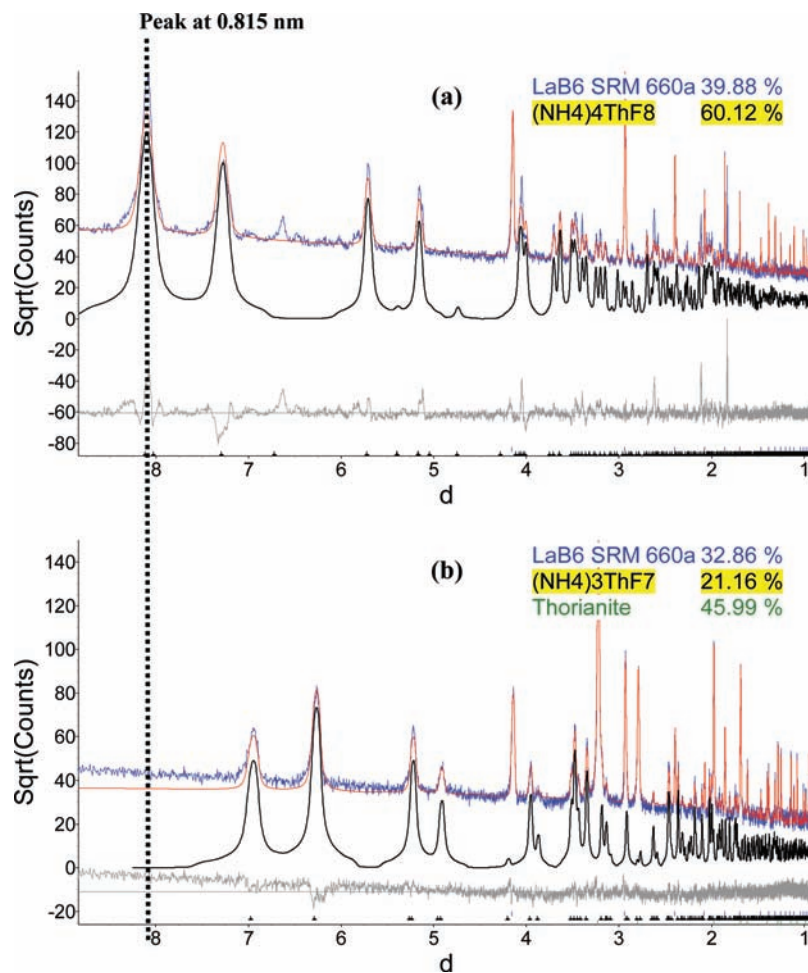 Peak at 0.815 nm
(a)
LaB6 SRM 660a 39.88 %
(NH4)4ThF8 60.12 %
140
120
100
80
60
40
20
0
-20
-40
-60
-80
Sqrt(Counts)
8 7 6 5 4 3 2 1
d
(b)
LaB6 SRM 660a 32.86 %
(NH4)3ThF7 21.16 %
Thorianite 45.99 %
140
120
100
80
60
40
20
0
-20
Sqrt(Counts)
8 7 6 5 4 3 2 1
d